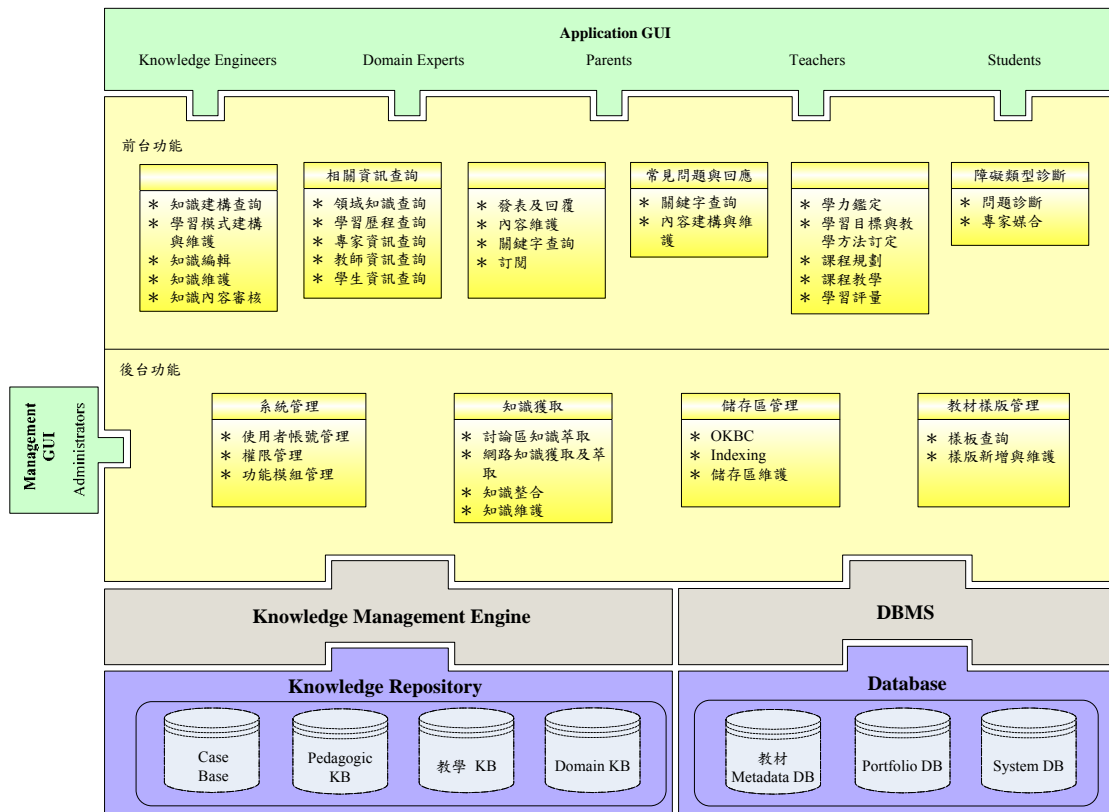 Application GUI
Knowledge Engineers
Domain Experts
Parents
Teachers
Students
前台功能
＊ 知識建構查詢
＊ 學習模式建構
與維護
＊ 知識編輯
＊ 知識維護
＊ 知識內容審核
相關資訊查詢
＊ 領域知識查詢
＊ 學習歷程查詢
＊ 專家資訊查詢
＊ 教師資訊查詢
＊ 學生資訊查詢
＊ 發表及回覆
＊ 內容維護
＊ 關鍵字查詢
＊ 訂閱
常見問題與回應
＊ 關鍵字查詢
＊ 內容建構與維
護
＊ 學力鑑定
＊ 學習目標與教
學方法訂定
＊ 課程規劃
＊ 課程教學
＊ 學習評量
障礙類型診斷
＊ 問題診斷
＊ 專家媒合
Management
GUI
Administrators
後台功能
系統管理
＊ 使用者帳號管理
＊ 權限管理
＊ 功能模組管理
知識獲取
＊ 討論區知識萃取
＊ 網路知識獲取及萃
取
＊ 知識整合
＊ 知識維護
儲存區管理
＊ OKBC
＊ Indexing
＊ 儲存區維護
教材樣版管理
＊ 樣板查詢
＊ 樣版新增與維護
Knowledge Management Engine
DBMS
Knowledge Repository
Case
Base
Pedagogic
KB
教學 KB
Domain KB
Database
教材
Metadata DB
Portfolio DB
System DB